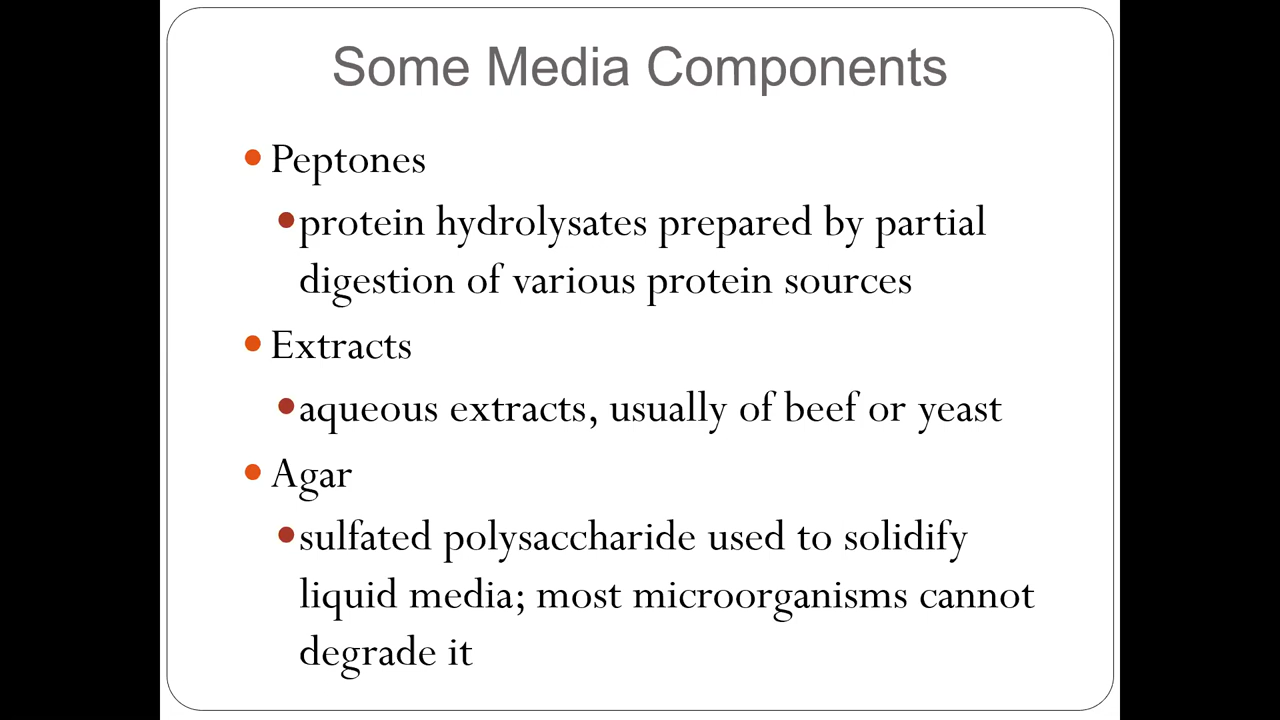 Some Media Components
• Peptones
• protein hydrolysates prepared by partial
digestion of various protein sources
• Extracts
• aqueous extracts, usually of beef or yeast
• Agar
• sulfated polysaccharide used to solidify
liquid media; most microorganisms cannot
degrade it